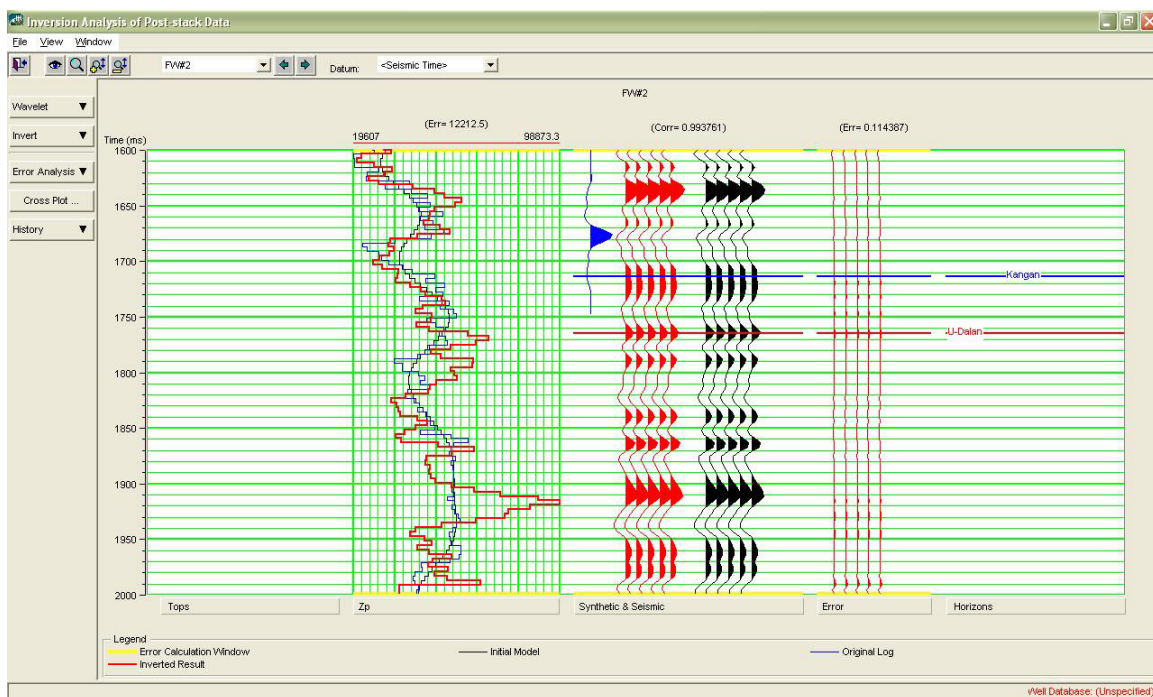 Inversion Analysis of Post-stack Data
File View Window
FW#2 Datum: <Seismic Time>
FW#2
Wavelet
Invert
Error Analysis
Cross Plot ...
History
(Err= 12212.5) (Corr= 0.993761) (Err= 0.114387)
19607 98873.3
Time (ms)
1600
1650
1700
Kangan
1750
U-Dalan
1800
1850
1900
1950
2000
Tops Zp Synthetic & Seismic Error Horizons
Legend
Error Calculation Window Initial Model Original Log
Inverted Result
Well Database: (Unspecified)